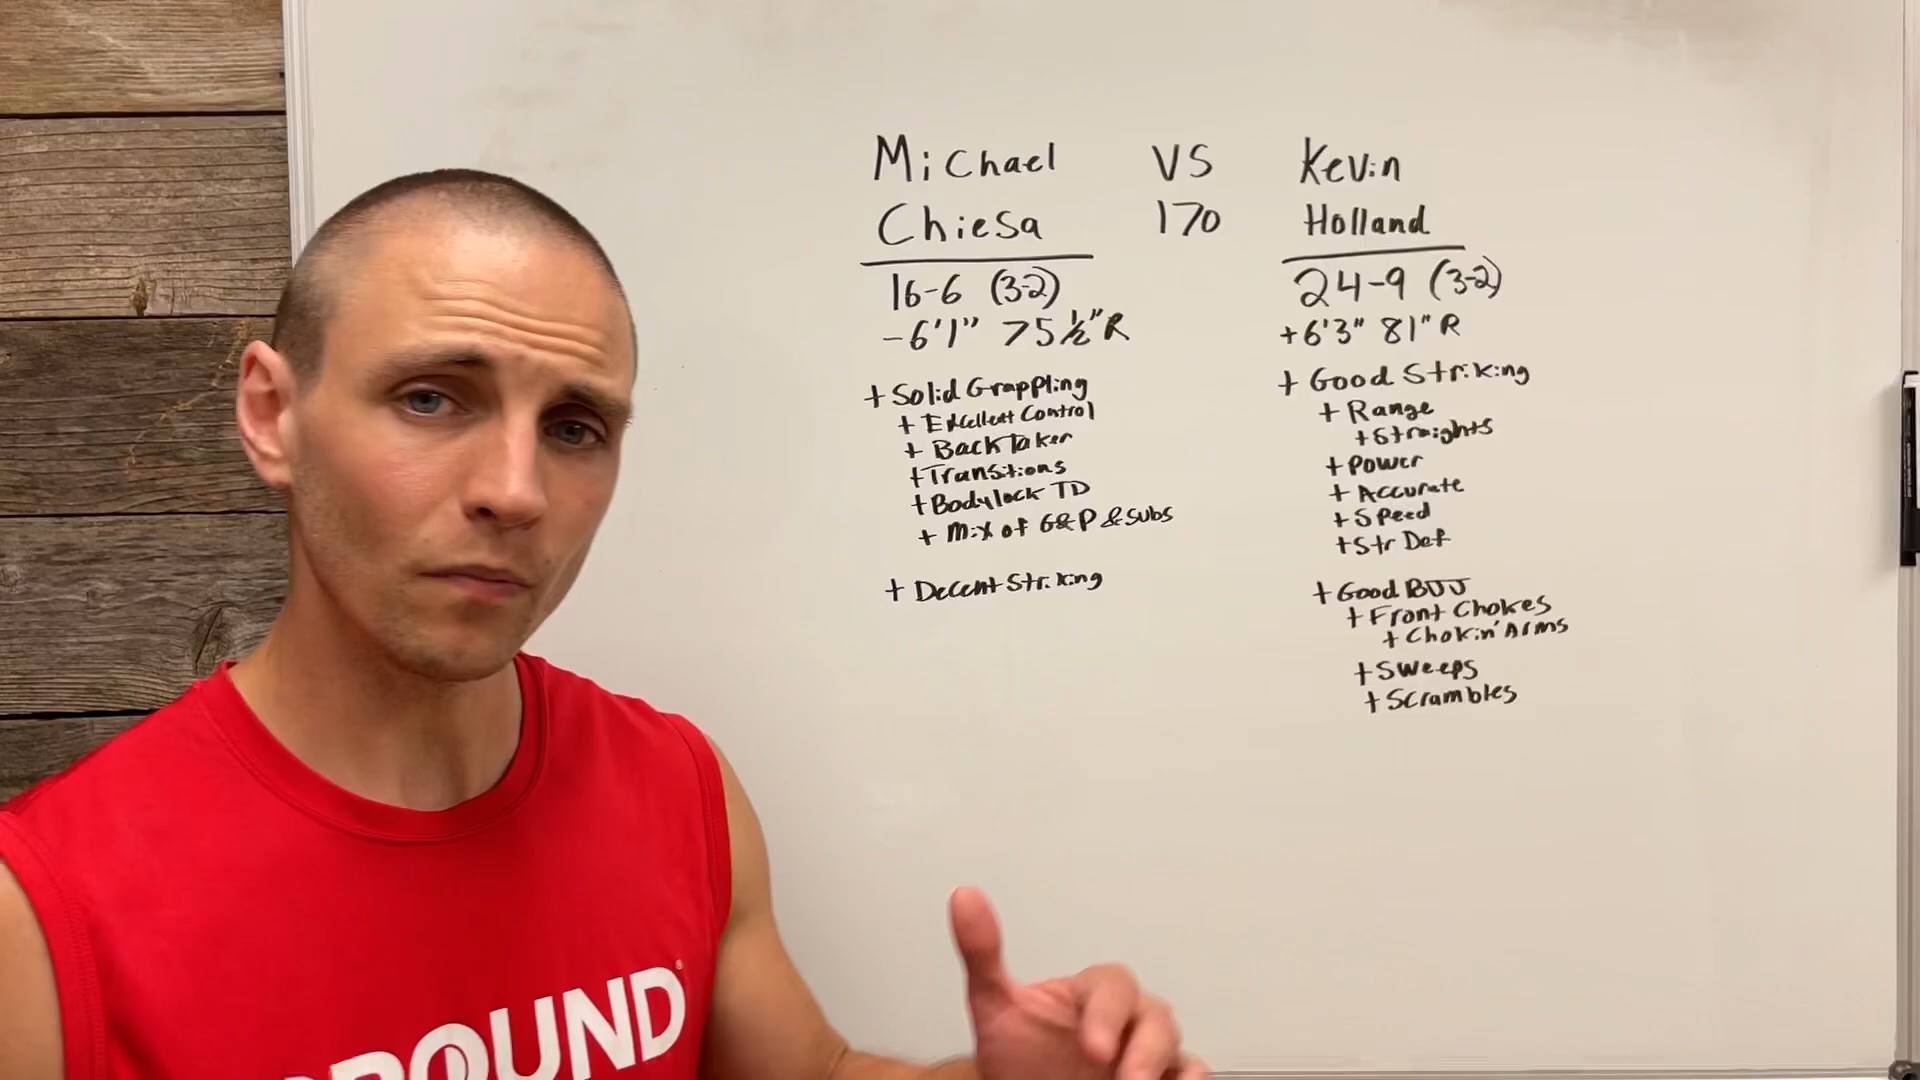 Michael VS Kevin
Chiesa 170 Holland
16-6 (3-2)
-6'1" 75 ½" R
+ Solid Grappling
+ Excellent Control
+ Back Taker
+ Transitions
+ Bodylock TD
+ Mix of G&P & Subs
+ Decent Striking
24-9 (3-2)
+6'3" 81" R
+ Good Striking
+ Range
+ Straights
+ Power
+ Accurate
+ Speed
+ Str Def
+ Good BJJ
+ Front Chokes
+ Chokin' Arms
+ Sweeps
+ Scrambles